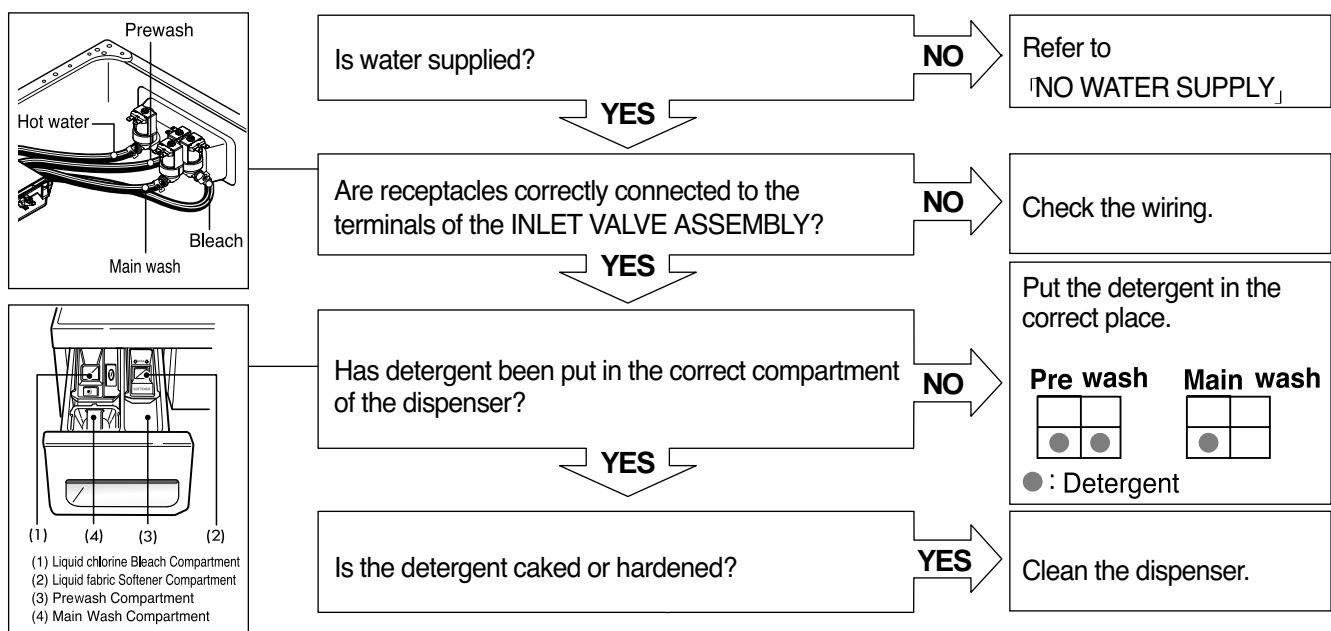 Prewash
Hot water
Bleach
Main wash
Is water supplied?
NO
Refer to
「NO WATER SUPPLY」
YES
Are receptacles correctly connected to the
terminals of the INLET VALVE ASSEMBLY?
NO
Check the wiring.
YES
(1) (4) (3) (2)
(1) Liquid chlorine Bleach Compartment
(2) Liquid fabric Softener Compartment
(3) Prewash Compartment
(4) Main Wash Compartment
Has detergent been put in the correct compartment
of the dispenser?
NO
Put the detergent in the
correct place.
Pre wash Main wash
: Detergent
YES
Is the detergent caked or hardened?
YES
Clean the dispenser.